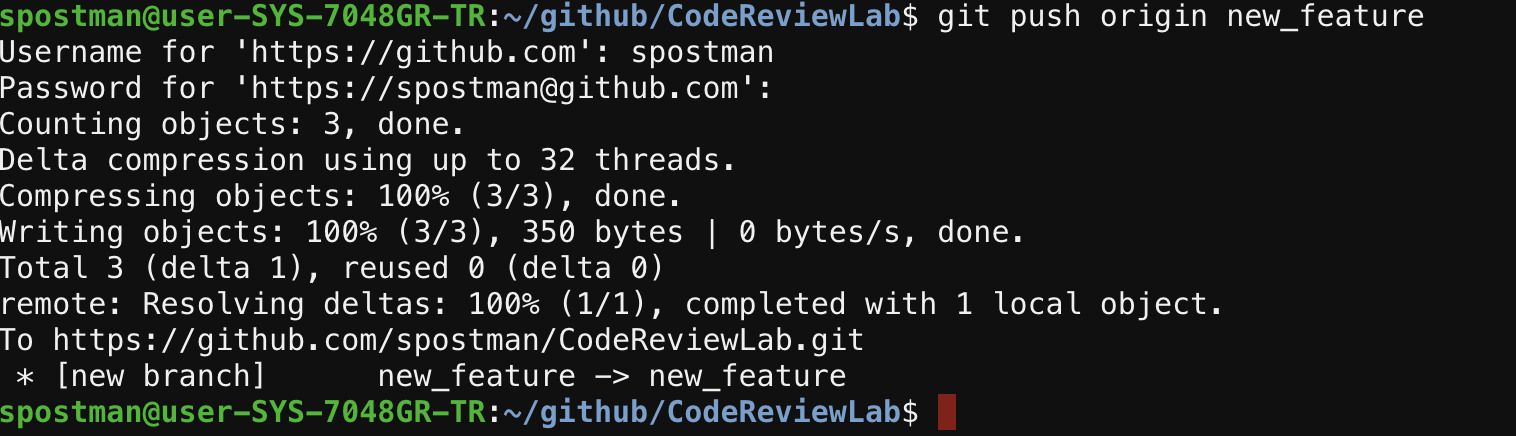 spostman@user-SYS-7048GR-TR:~/github/CodeReviewLab$ git push origin new_feature
Username for 'https://github.com': spostman
Password for 'https://spostman@github.com':
Counting objects: 3, done.
Delta compression using up to 32 threads.
Compressing objects: 100% (3/3), done.
Writing objects: 100% (3/3), 350 bytes | 0 bytes/s, done.
Total 3 (delta 1), reused 0 (delta 0)
remote: Resolving deltas: 100% (1/1), completed with 1 local object.
To https://github.com/spostman/CodeReviewLab.git
 * [new branch]      new_feature -> new_feature
spostman@user-SYS-7048GR-TR:~/github/CodeReviewLab$